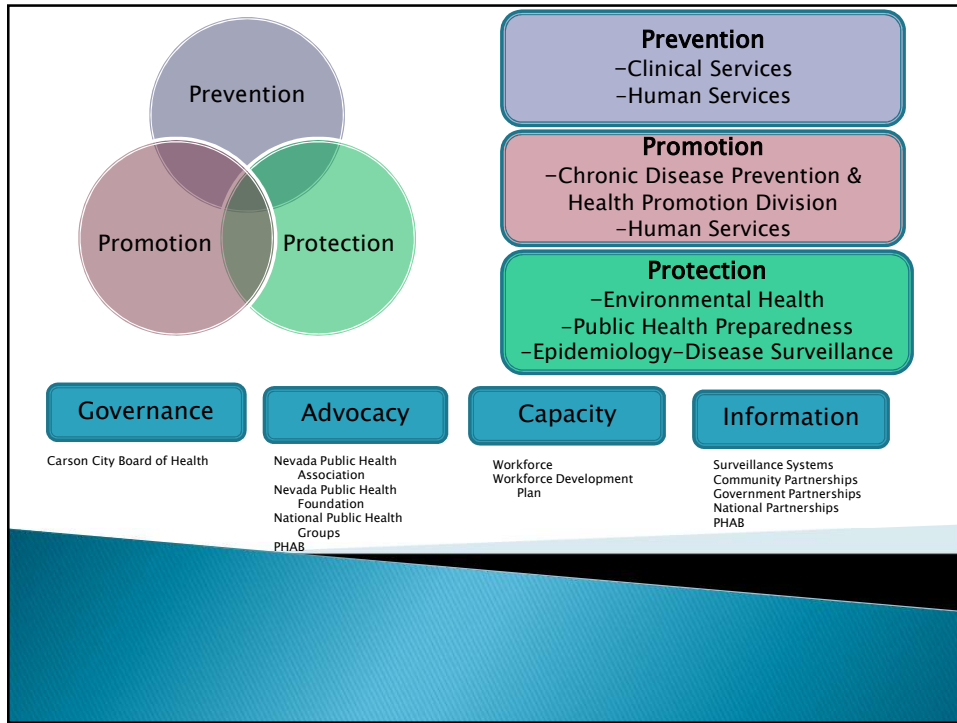 Prevention
Promotion
Protection
Prevention
–Clinical Services
–Human Services
Promotion
–Chronic Disease Prevention &
Health Promotion Division
–Human Services
Protection
–Environmental Health
–Public Health Preparedness
–Epidemiology–Disease Surveillance
Governance
Carson City Board of Health
Advocacy
Nevada Public Health
Association
Nevada Public Health
Foundation
National Public Health
Groups
PHAB
Capacity
Workforce
Workforce Development
Plan
Information
Surveillance Systems
Community Partnerships
Government Partnerships
National Partnerships
PHAB